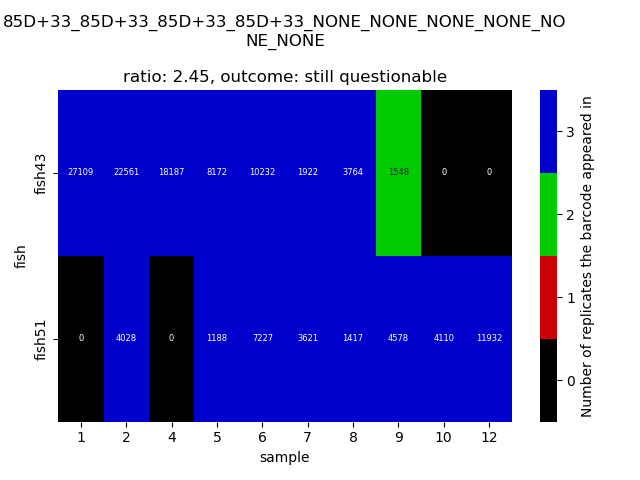 85D+33_85D+33_85D+33_85D+33_NONE_NONE_NONE_NONE_NO
NE_NONE
ratio: 2.45, outcome: still questionable
fish43
27109 22561 18187 8172 10232 1922 3764 1548 0 0
fish
fish51
0 4028 0 1188 7227 3621 1417 4578 4110 11932
1 2 4 5 6 7 8 9 10 12
sample
3
2
1
0
Number of replicates the barcode appeared in